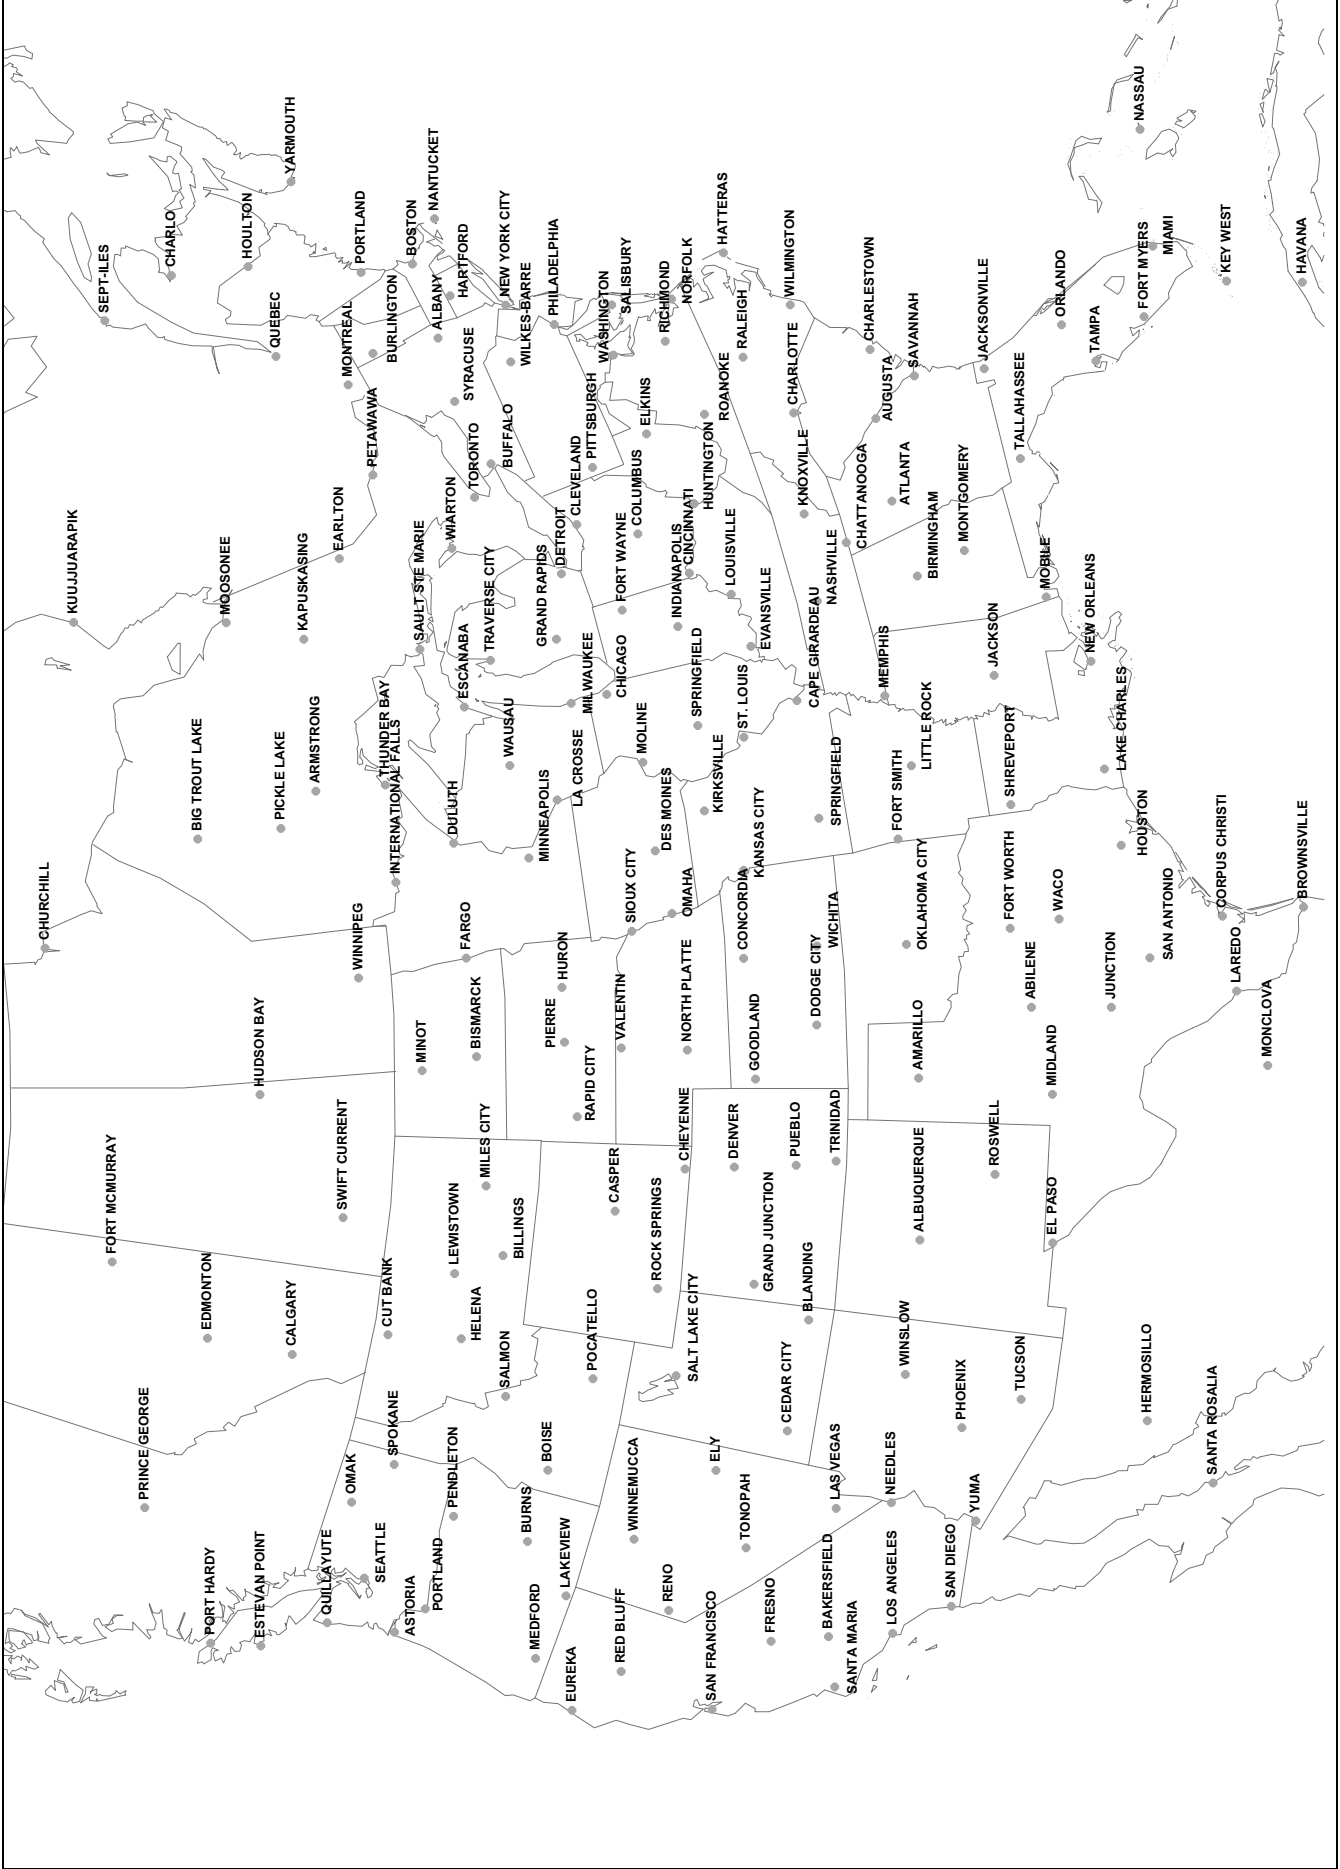 CHURCHILL
KUUJUARAPIK
SEPT-ILES
FORT MCMURRAY
PRINCE GEORGE
CHARLO
BIG TROUT LAKE
EDMONTON
PORT HARDY
MOOSONEE
HOULTON
HUDSON BAY
ESTEVAN POINT
QUEBEC
PICKLE LAKE
CALGARY
YARMOUTH
KAPUSKASING
ARMSTRONG
QUILLAYUTE
EARLTON
SWIFT CURRENT
MONTREAL
OMAK
PORTLAND
WINNIPEG
SEATTLE
PETAWAWA
BURLINGTON
THUNDER BAY
CUT BANK
SPOKANE
INTERNATIONAL FALLS
ASTORIA
BOSTON
SAULT STE MARIE
MINOT
NANTUCKET
PORTLAND
ALBANY
WIARTON
DULUTH
LEWISTOWN
PENDLETON
HARTFORD
SYRACUSE
ESCANABA
FARGO
HELENA
TORONTO
BISMARCK
MILES CITY
TRAVERSE CITY
BUFFALO
NEW YORK CITY
BILLINGS
SALMON
WAUSAU
WILKES-BARRE
MINNEAPOLIS
BURNS
MEDFORD
GRAND RAPIDS
BOISE
PHILADELPHIA
DETROIT
PIERRE
HURON
LAKEVIEW
LA CROSSE
CLEVELAND
EUREKA
RAPID CITY
MILWAUKEE
PITTSBURGH
POCATELLO
WASHINGTON
SALISBURY
CHICAGO
FORT WAYNE
CASPER
VALENTIN
RED BLUFF
SIOUX CITY
COLUMBUS
WINNEMUCCA
MOLINE
ELKINS
DES MOINES
ROCK SPRINGS
RICHMOND
RENO
OMAHA
NORFOLK
INDIANAPOLIS
CINCINNATI
CHEYENNE
NORTH PLATTE
SALT LAKE CITY
SPRINGFIELD
HUNTINGTON
KIRKSVILLE
ROANOKE
HATTERAS
SAN FRANCISCO
ELY
LOUISVILLE
DENVER
RALEIGH
ST. LOUIS
CONCORDIA
KANSAS CITY
TONOPAH
EVANSVILLE
GOODLAND
GRAND JUNCTION
FRESNO
WILMINGTON
CHARLOTTE
CEDAR CITY
PUEBLO
KNOXVILLE
CAPE GIRARDEAU
BLANDING
DODGE CITY
NASHVILLE
WICHITA
SPRINGFIELD
BAKERSFIELD
TRINIDAD
LAS VEGAS
SANTA MARIA
CHATTANOOGA
CHARLESTOWN
AUGUSTA
MEMPHIS
NEEDLES
LOS ANGELES
ATLANTA
FORT SMITH
WINSLOW
SAVANNAH
LITTLE ROCK
OKLAHOMA CITY
AMARILLO
ALBUQUERQUE
BIRMINGHAM
SAN DIEGO
MONTGOMERY
PHOENIX
YUMA
JACKSONVILLE
JACKSON
ROSWELL
SHREVEPORT
FORT WORTH
TALLAHASSEE
TUCSON
ABILENE
MOBILE
MIDLAND
EL PASO
WACO
ORLANDO
TAMPA
NEW ORLEANS
LAKE CHARLES
JUNCTION
NASSAU
FORT MYERS
HOUSTON
HERMOSILLO
MIAMI
SAN ANTONIO
SANTA ROSALIA
CORPUS CHRISTI
KEY WEST
LAREDO
MONCLOVA
HAVANA
BROWNSVILLE